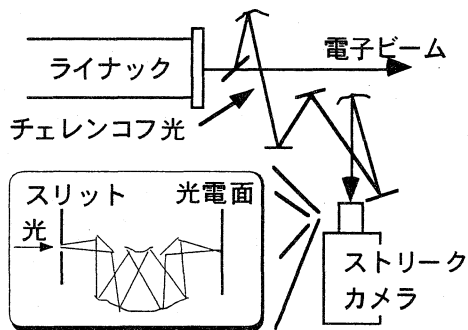 電子ビーム
ライナック
チェレンコフ光
スリット
光電面
光
ストリーク
カメラ